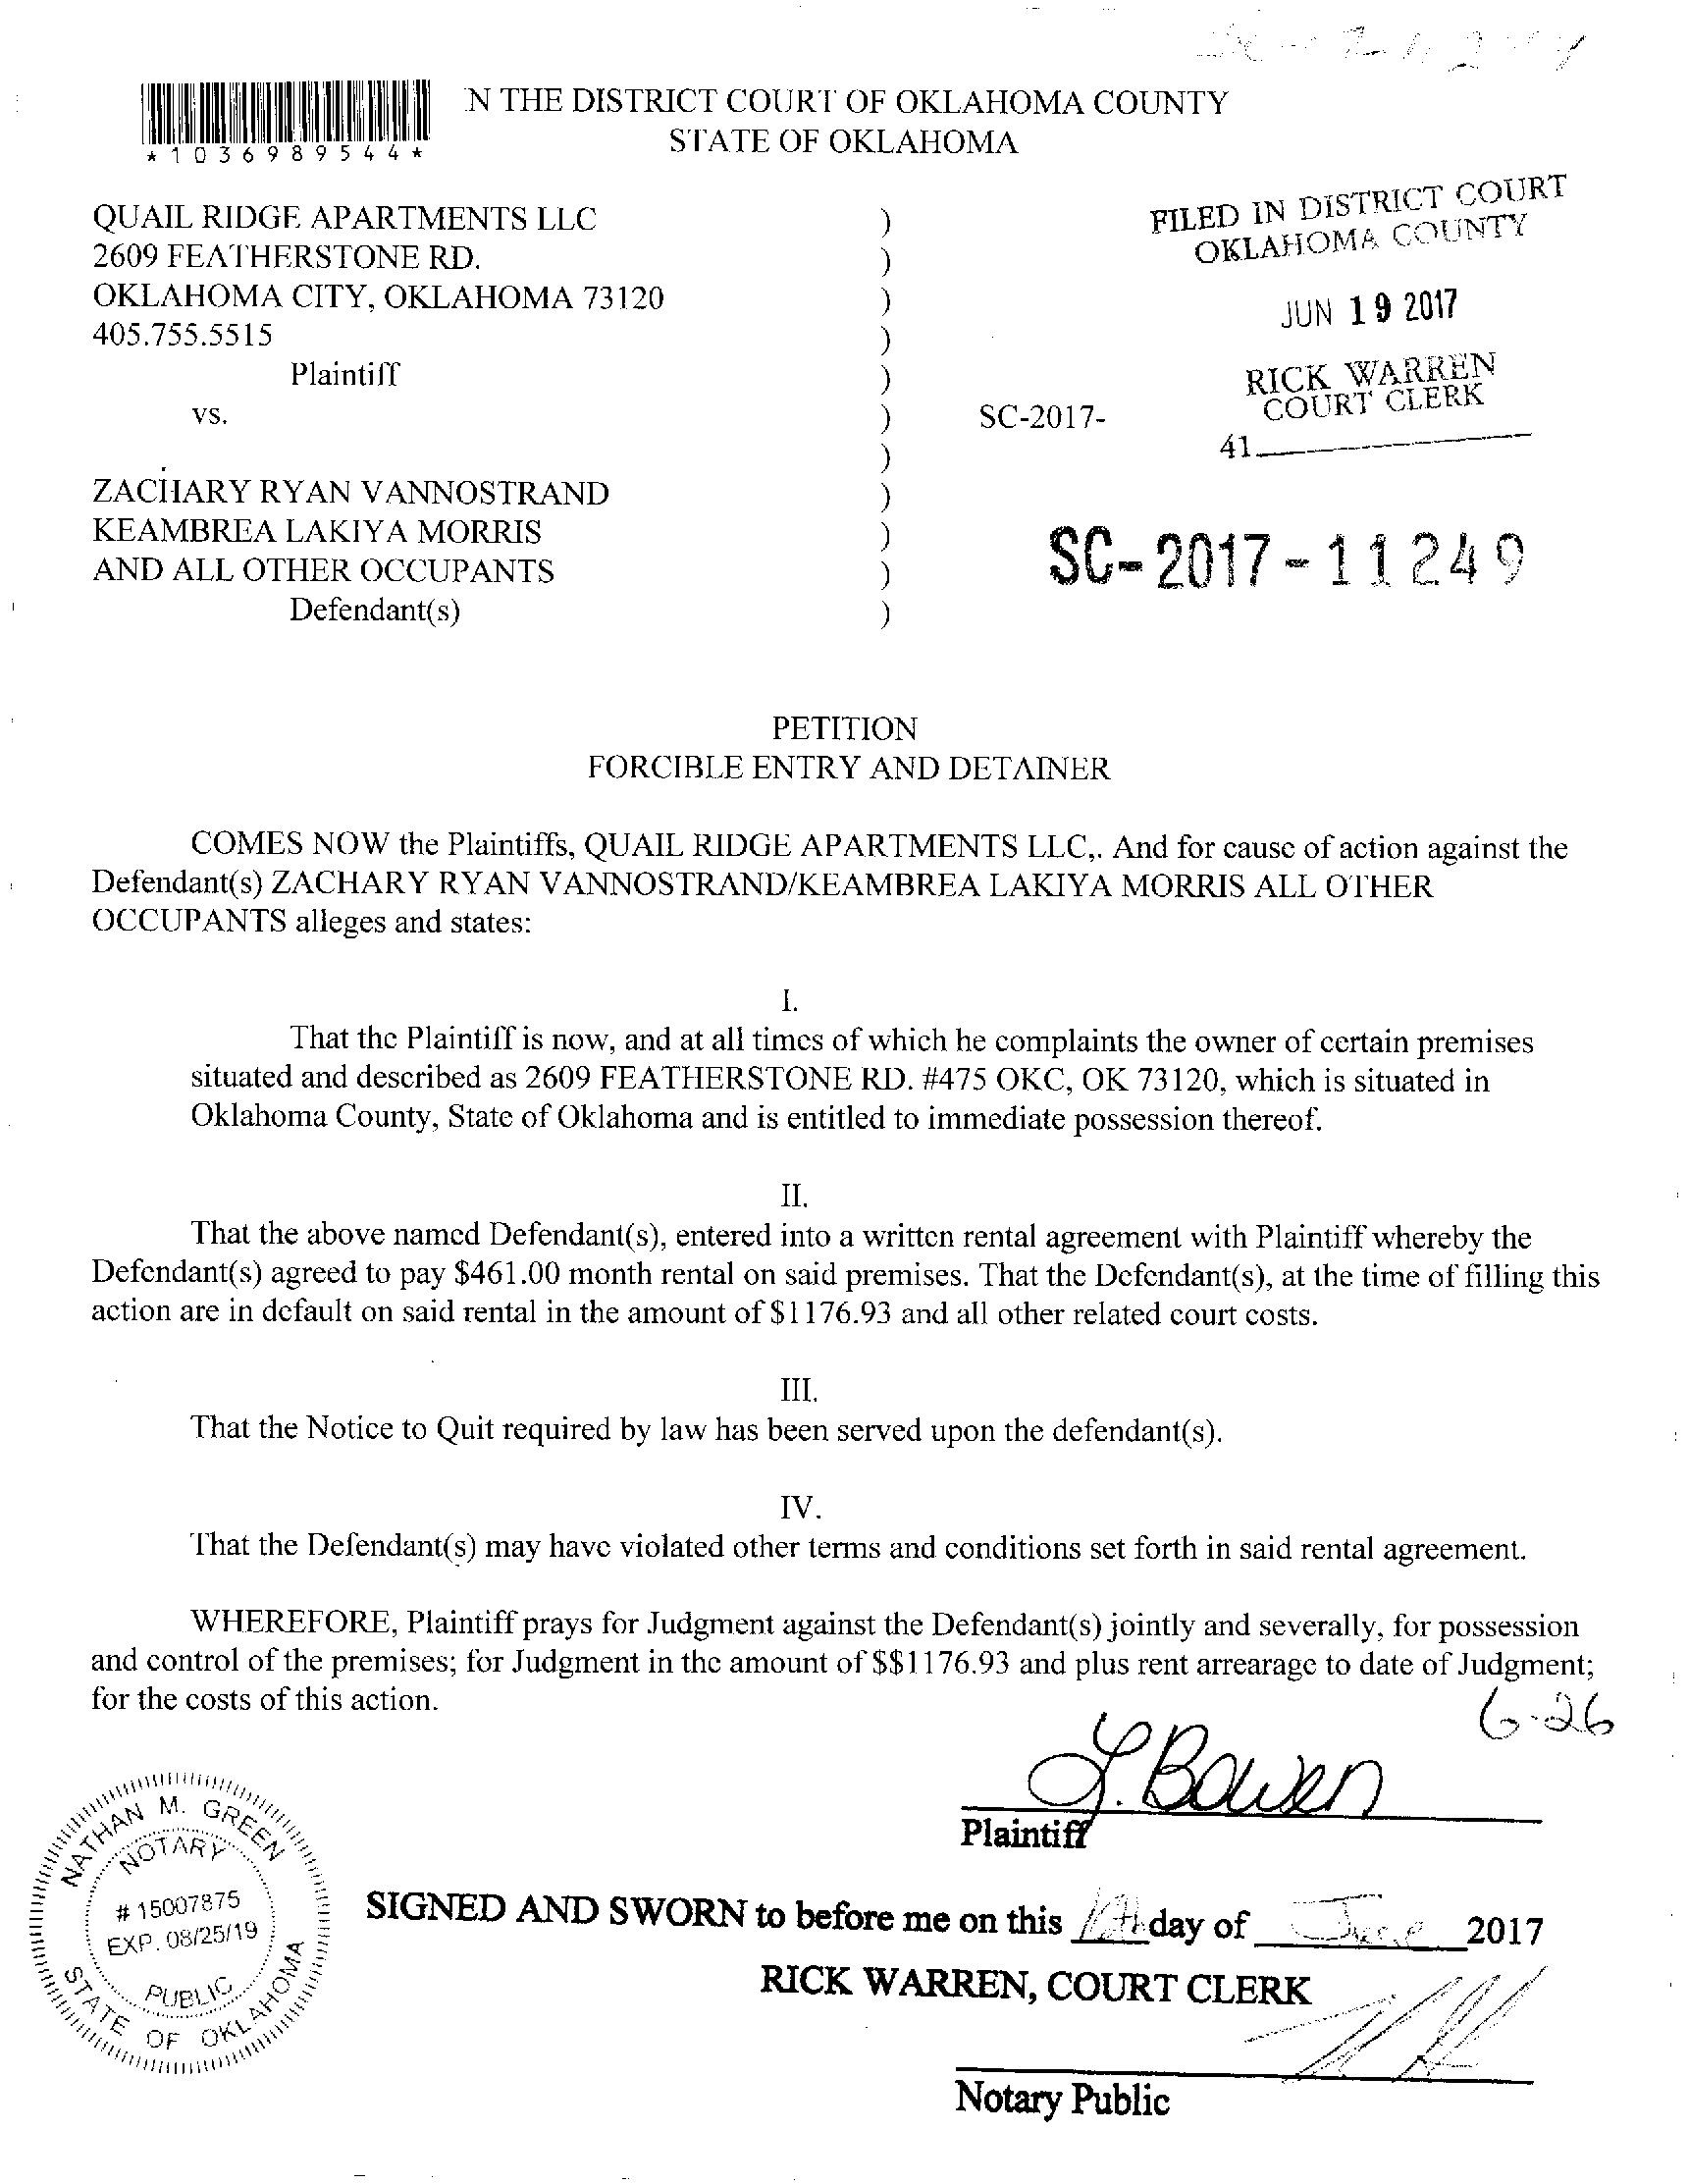 N THE DISTRICT COURT OF OKLAHOMA COUNTY
STATE OF OKLAHOMA
*1036989544*
FILED IN DISTRICT COURT
OKLAHOMA COUNTY
JUN 19 2017
RICK WARREN
COURT CLERK
41
QUAIL RIDGE APARTMENTS LLC )
2609 FEATHERSTONE RD. )
OKLAHOMA CITY, OKLAHOMA 73120 )
405.755.5515 )
Plaintiff )
vs. ) SC-2017-
)
ZACHARY RYAN VANNOSTRAND )
KEAMBREA LAKIYA MORRIS )
AND ALL OTHER OCCUPANTS )
Defendant(s) )
SC-2017-11249
PETITION
FORCIBLE ENTRY AND DETAINER
COMES NOW the Plaintiffs, QUAIL RIDGE APARTMENTS LLC,. And for cause of action against the
Defendant(s) ZACHARY RYAN VANNOSTRAND/KEAMBREA LAKIYA MORRIS ALL OTHER
OCCUPANTS alleges and states:
I.
That the Plaintiff is now, and at all times of which he complaints the owner of certain premises
situated and described as 2609 FEATHERSTONE RD. #475 OKC, OK 73120, which is situated in
Oklahoma County, State of Oklahoma and is entitled to immediate possession thereof.
II.
That the above named Defendant(s), entered into a written rental agreement with Plaintiff whereby the
Defendant(s) agreed to pay $461.00 month rental on said premises. That the Defendant(s), at the time of filling this
action are in default on said rental in the amount of $1176.93 and all other related court costs.
III.
That the Notice to Quit required by law has been served upon the defendant(s).
IV.
That the Defendant(s) may have violated other terms and conditions set forth in said rental agreement.
WHEREFORE, Plaintiff prays for Judgment against the Defendant(s) jointly and severally, for possession
and control of the premises; for Judgment in the amount of $$1176.93 and plus rent arrearage to date of Judgment;
for the costs of this action.
6-26
L. Bowen
Plaintiff
NATHAN M. GREEN
NOTARY
# 15007875
EXP. 08/25/19
PUBLIC
STATE OF OKLAHOMA
SIGNED AND SWORN to before me on this day of June 2017
RICK WARREN, COURT CLERK
Notary Public